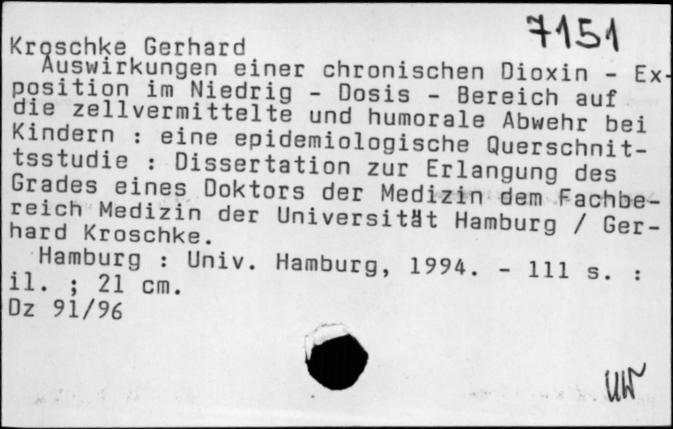 7151
Kroschke Gerhard
Auswirkungen einer chronischen Dioxin - Ex-
position im Niedrig - Dosis - Bereich auf
die zellvermittelte und humorale Abwehr bei
Kindern : eine epidemiologische Querschnit-
tsstudie : Dissertation zur Erlangung des
Grades eines Doktors der Medizin dem Fachbe-
reich Medizin der Universität Hamburg / Ger-
hard Kroschke.
Hamburg : Univ. Hamburg, 1994. - 111 s. :
il. ; 21 cm.
Dz 91/96
UW